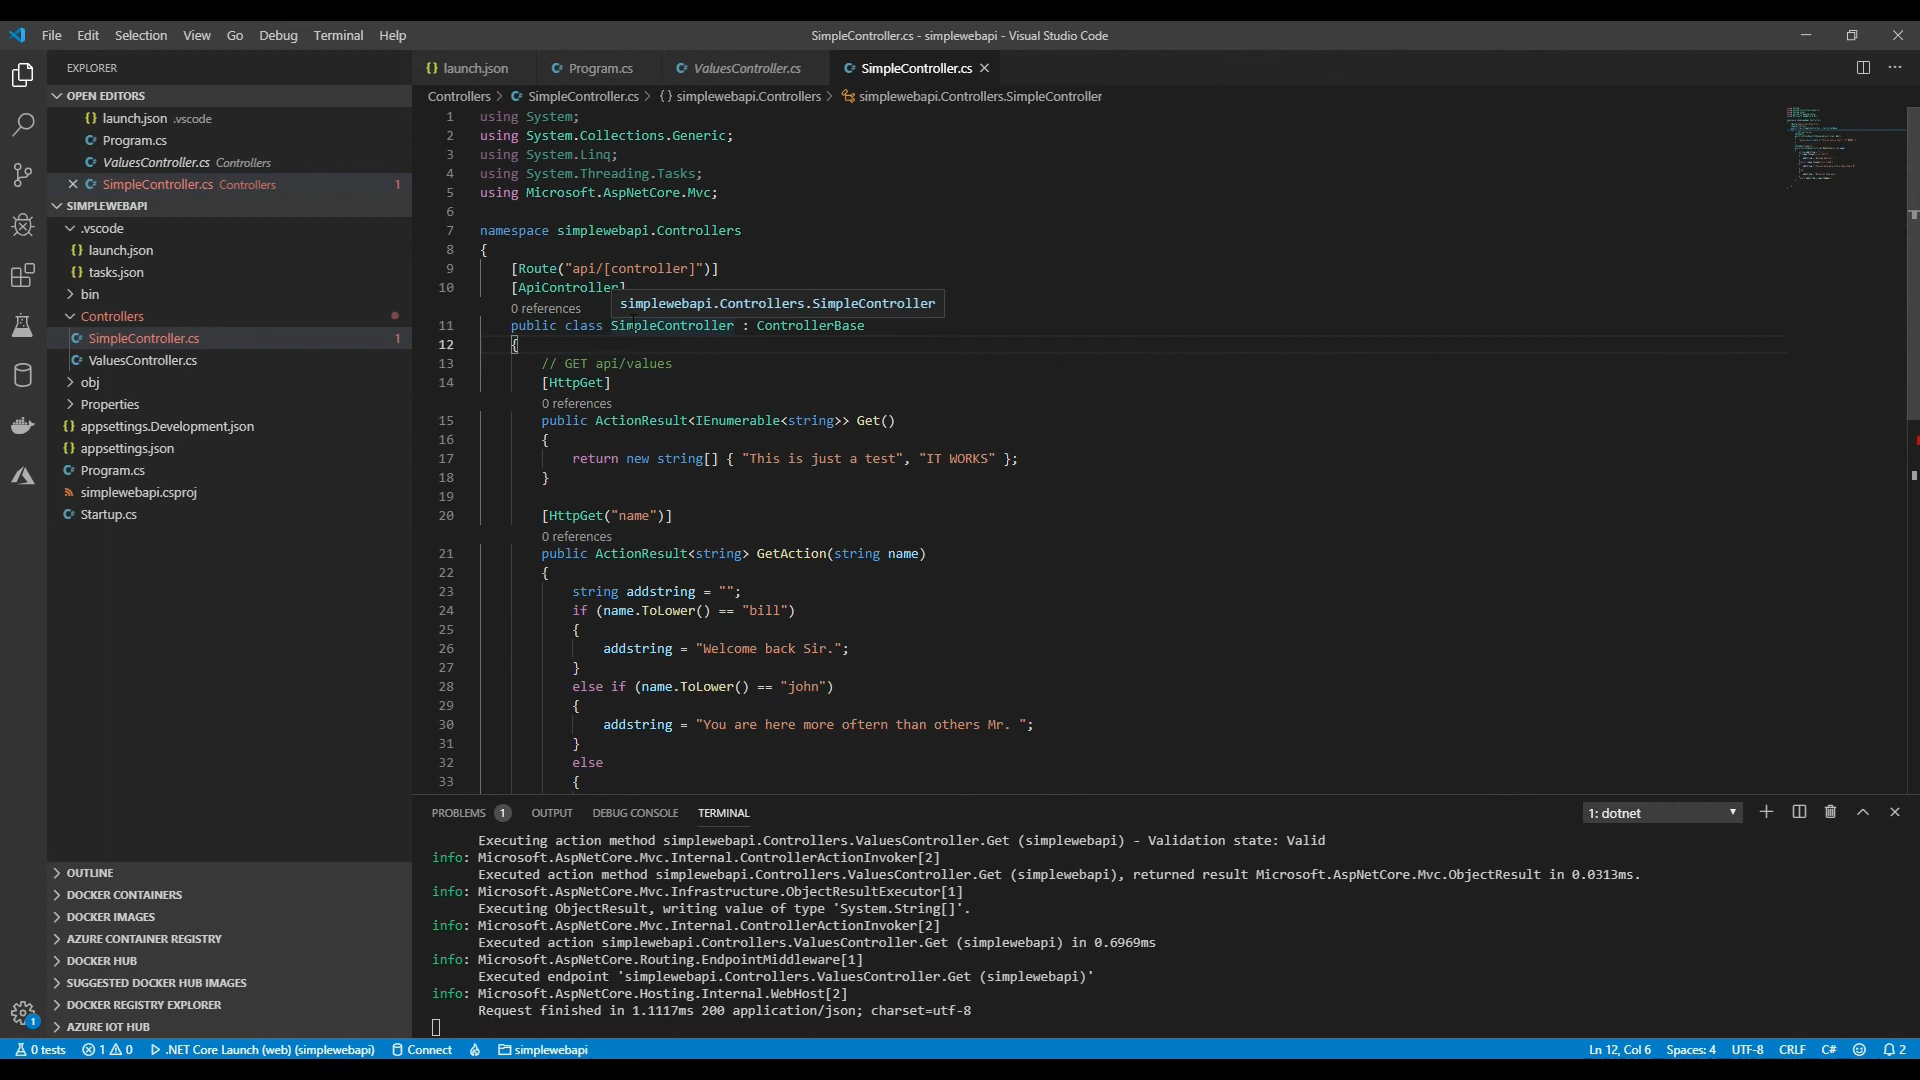 File Edit Selection View Go Debug Terminal Help
SimpleController.cs - simplewebapi - Visual Studio Code
EXPLORER
OPEN EDITORS
launch.json .vscode
Program.cs
ValuesController.cs Controllers
SimpleController.cs Controllers 1
SIMPLEWEBAPI
.vscode
launch.json
tasks.json
bin
Controllers
SimpleController.cs 1
ValuesController.cs
obj
Properties
appsettings.Development.json
appsettings.json
Program.cs
simplewebapi.csproj
Startup.cs
OUTLINE
DOCKER CONTAINERS
DOCKER IMAGES
AZURE CONTAINER REGISTRY
DOCKER HUB
SUGGESTED DOCKER HUB IMAGES
DOCKER REGISTRY EXPLORER
AZURE IOT HUB
1
launch.json Program.cs ValuesController.cs SimpleController.cs
Controllers > SimpleController.cs > {} simplewebapi.Controllers > simplewebapi.Controllers.SimpleController
1 using System;
2 using System.Collections.Generic;
3 using System.Linq;
4 using System.Threading.Tasks;
5 using Microsoft.AspNetCore.Mvc;
6
7 namespace simplewebapi.Controllers
8 {
9 [Route("api/[controller]")]
10 [ApiController]
simplewebapi.Controllers.SimpleController
0 references
11 public class SimpleController : ControllerBase
12 {
13 // GET api/values
14 [HttpGet]
0 references
15 public ActionResult<IEnumerable<string>> Get()
16 {
17 return new string[] { "This is just a test", "IT WORKS" };
18 }
19
20 [HttpGet("name")]
0 references
21 public ActionResult<string> GetAction(string name)
22 {
23 string addstring = "";
24 if (name.ToLower() == "bill")
25 {
26 addstring = "Welcome back Sir.";
27 }
28 else if (name.ToLower() == "john")
29 {
30 addstring = "You are here more oftern than others Mr. ";
31 }
32 else
33 {
PROBLEMS 1 OUTPUT DEBUG CONSOLE TERMINAL 1: dotnet
Executing action method simplewebapi.Controllers.ValuesController.Get (simplewebapi) - Validation state: Valid
info: Microsoft.AspNetCore.Mvc.Internal.ControllerActionInvoker[2]
Executed action method simplewebapi.Controllers.ValuesController.Get (simplewebapi), returned result Microsoft.AspNetCore.Mvc.ObjectResult in 0.0313ms.
info: Microsoft.AspNetCore.Mvc.Infrastructure.ObjectResultExecutor[1]
Executing ObjectResult, writing value of type 'System.String[]'.
info: Microsoft.AspNetCore.Mvc.Internal.ControllerActionInvoker[2]
Executed action simplewebapi.Controllers.ValuesController.Get (simplewebapi) in 0.6969ms
info: Microsoft.AspNetCore.Routing.EndpointMiddleware[1]
Executed endpoint 'simplewebapi.Controllers.ValuesController.Get (simplewebapi)'
info: Microsoft.AspNetCore.Hosting.Internal.WebHost[2]
Request finished in 1.1117ms 200 application/json; charset=utf-8
0 tests 1 0 .NET Core Launch (web) (simplewebapi) Connect simplewebapi Ln 12, Col 6 Spaces: 4 UTF-8 CRLF C# 2